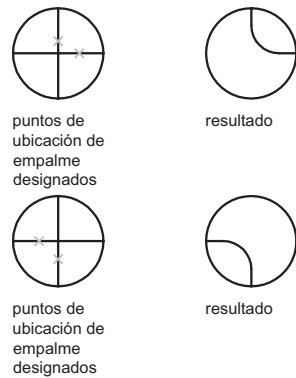 puntos de
ubicación de
empalme
designados
resultado
puntos de
ubicación de
empalme
designados
resultado